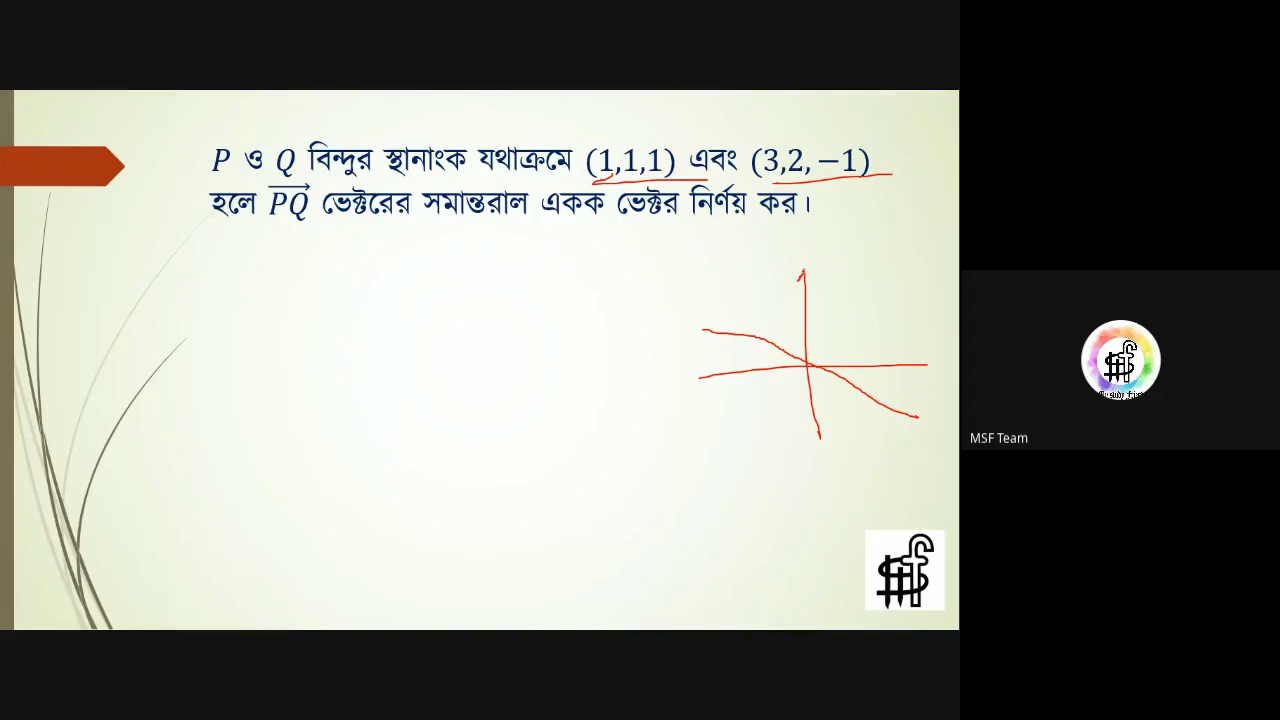 P ও Q বিন্দুর স্থানাংক যথাক্রমে (1,1,1) এবং (3,2,−1)
হলে \overrightarrow{PQ} ভেক্টরের সমান্তরাল একক ভেক্টর নির্ণয় কর।
MSF Team